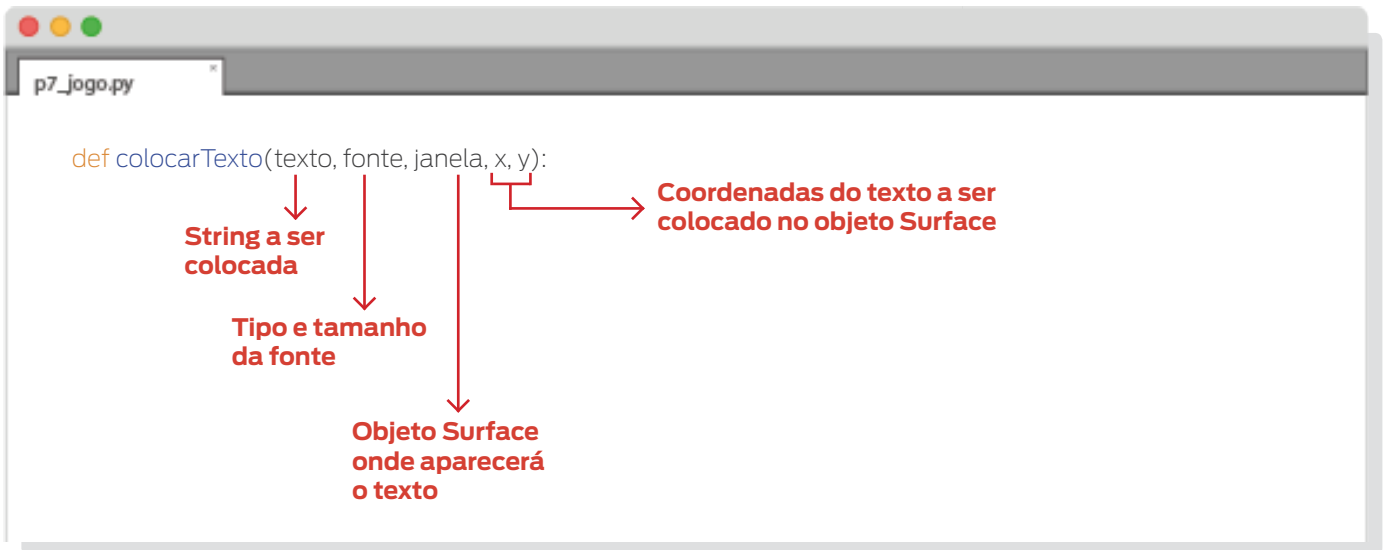 p7_jogo.py
×
def colocarTexto(texto, fonte, janela, x, y):
Coordenadas do texto a ser
colocado no objeto Surface
String a ser
colocada
Tipo e tamanho
da fonte
Objeto Surface
onde aparecerá
o texto